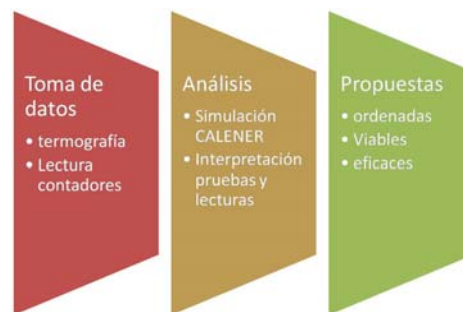 Toma de
datos
• termografía
• Lectura
contadores
Análisis
• Simulación
CALENER
• Interpretación
pruebas y
lecturas
Propuestas
• ordenadas
• Viables
• eficaces